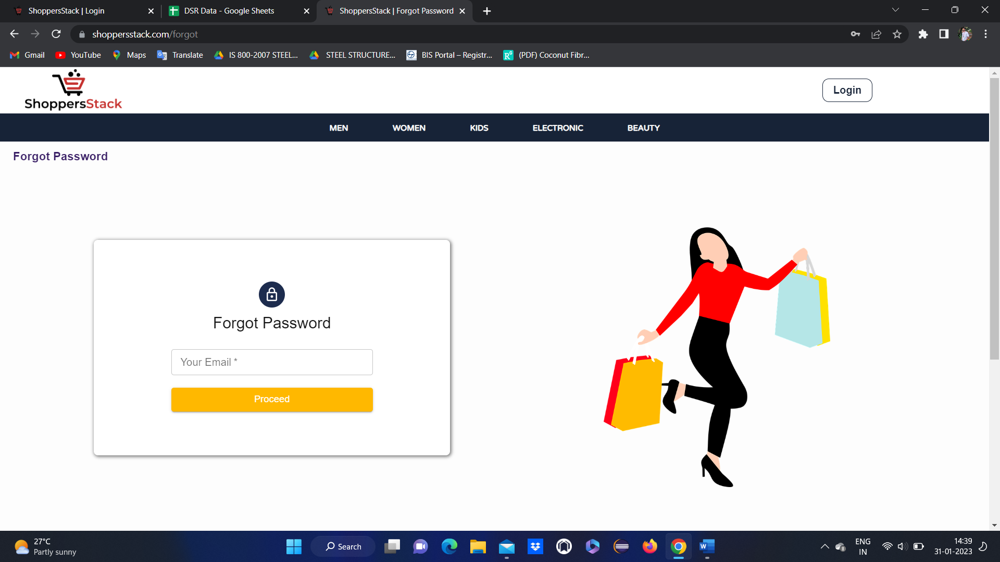 ShoppersStack | Login
DSR Data - Google Sheets
ShoppersStack | Forgot Password
shoppersstack.com/forgot
Gmail
YouTube
Maps
Translate
IS 800-2007 STEEL...
STEEL STRUCTURE...
BIS Portal – Registr...
(PDF) Coconut Fibr...
ShoppersStack
Login
MEN
WOMEN
KIDS
ELECTRONIC
BEAUTY
Forgot Password
Forgot Password
Your Email *
Proceed
27°C
Partly sunny
Search
ENG
IN
14:39
31-01-2023